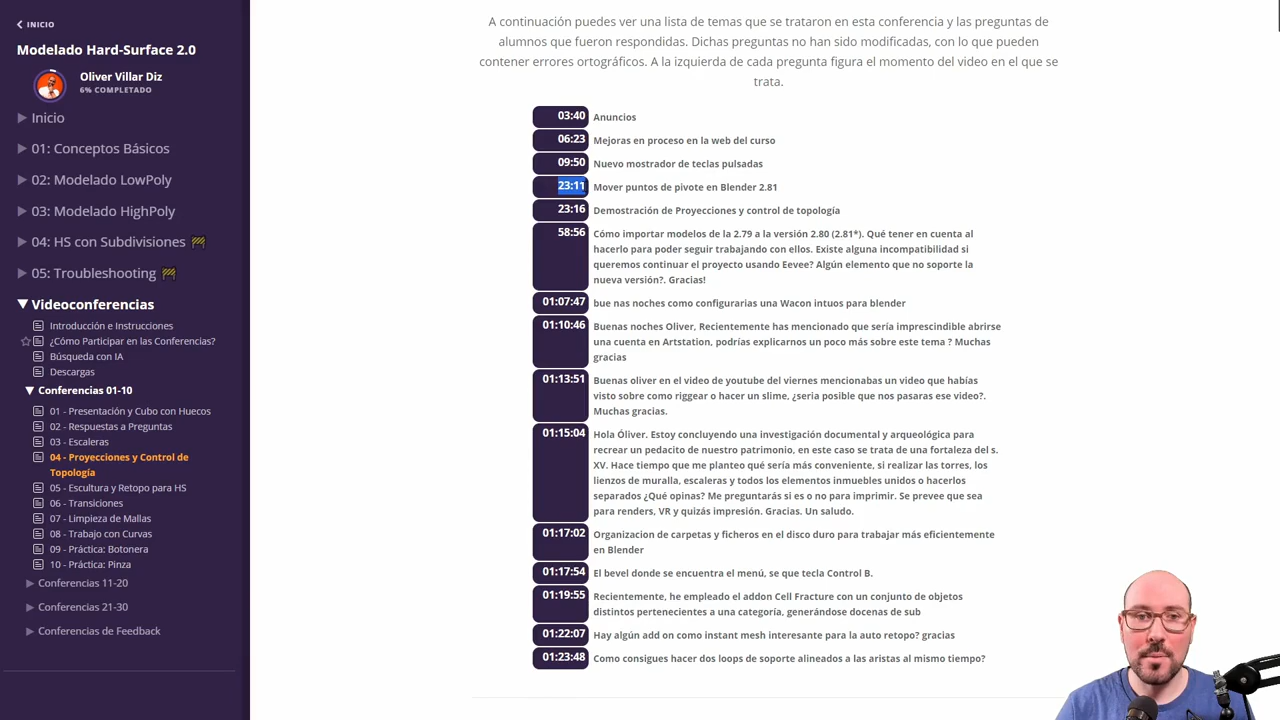 INICIO
Modelado Hard-Surface 2.0
Oliver Villar Diz
6% COMPLETADO
Inicio
01: Conceptos Básicos
02: Modelado LowPoly
03: Modelado HighPoly
04: HS con Subdivisiones
05: Troubleshooting
Videoconferencias
Introducción e Instrucciones
¿Cómo Participar en las Conferencias?
Búsqueda con IA
Descargas
Conferencias 01-10
01 - Presentación y Cubo con Huecos
02 - Respuestas a Preguntas
03 - Escaleras
04 - Proyecciones y Control de
Topología
05 - Escultura y Retopo para HS
06 - Transiciones
07 - Limpieza de Mallas
08 - Trabajo con Curvas
09 - Práctica: Botonera
10 - Práctica: Pinza
Conferencias 11-20
Conferencias 21-30
Conferencias de Feedback
A continuación puedes ver una lista de temas que se trataron en esta conferencia y las preguntas de
alumnos que fueron respondidas. Dichas preguntas no han sido modificadas, con lo que pueden
contener errores ortográficos. A la izquierda de cada pregunta figura el momento del video en el que se
trata.
03:40 Anuncios
06:23 Mejoras en proceso en la web del curso
09:50 Nuevo mostrador de teclas pulsadas
23:11 Mover puntos de pivote en Blender 2.81
23:16 Demostración de Proyecciones y control de topología
58:56 Cómo importar modelos de la 2.79 a la versión 2.80 (2.81*). Qué tener en cuenta al
hacerlo para poder seguir trabajando con ellos. Existe alguna incompatibilidad si
queremos continuar el proyecto usando Eevee? Algún elemento que no soporte la
nueva versión?. Gracias!
01:07:47 bue nas noches como configurarias una Wacon intuos para blender
01:10:46 Buenas noches Oliver, Recientemente has mencionado que sería imprescindible abrirse
una cuenta en Artstation, podrías explicarnos un poco más sobre este tema ? Muchas
gracias
01:13:51 Buenas oliver en el video de youtube del viernes mencionabas un video que habías
visto sobre como riggear o hacer un slime, ¿seria posible que nos pasaras ese video?.
Muchas gracias.
01:15:04 Hola Óliver. Estoy concluyendo una investigación documental y arqueológica para
recrear un pedacito de nuestro patrimonio, en este caso se trata de una fortaleza del s.
XV. Hace tiempo que me planteo qué sería más conveniente, si realizar las torres, los
lienzos de muralla, escaleras y todos los elementos inmuebles unidos o hacerlos
separados ¿Qué opinas? Me preguntarás si es o no para imprimir. Se prevee que sea
para renders, VR y quizás impresión. Gracias. Un saludo.
01:17:02 Organizacion de carpetas y ficheros en el disco duro para trabajar más eficientemente
en Blender
01:17:54 El bevel donde se encuentra el menú, se que tecla Control B.
01:19:55 Recientemente, he empleado el addon Cell Fracture con un conjunto de objetos
distintos pertenecientes a una categoría, generándose docenas de sub
01:22:07 Hay algún add on como instant mesh interesante para la auto retopo? gracias
01:23:48 Como consigues hacer dos loops de soporte alineados a las aristas al mismo tiempo?